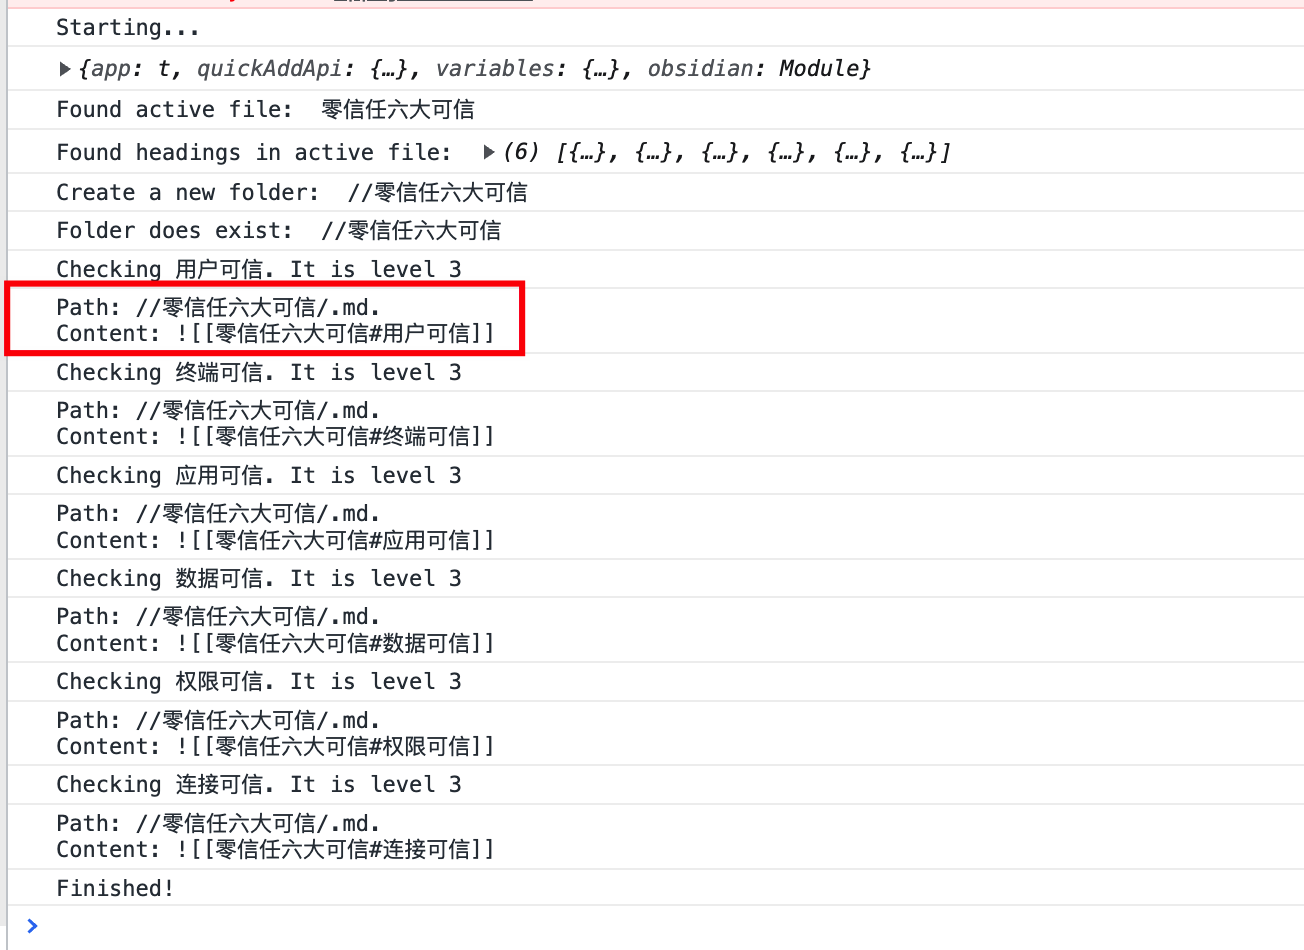 Starting...
{app: t, quickAddApi: {…}, variables: {…}, obsidian: Module}
Found active file: 零信任六大可信
Found headings in active file: (6) [{…}, {…}, {…}, {…}, {…}, {…}]
Create a new folder: //零信任六大可信
Folder does exist: //零信任六大可信
Checking 用户可信. It is level 3
Path: //零信任六大可信/.md.
Content: ![[零信任六大可信#用户可信]]
Checking 终端可信. It is level 3
Path: //零信任六大可信/.md.
Content: ![[零信任六大可信#终端可信]]
Checking 应用可信. It is level 3
Path: //零信任六大可信/.md.
Content: ![[零信任六大可信#应用可信]]
Checking 数据可信. It is level 3
Path: //零信任六大可信/.md.
Content: ![[零信任六大可信#数据可信]]
Checking 权限可信. It is level 3
Path: //零信任六大可信/.md.
Content: ![[零信任六大可信#权限可信]]
Checking 连接可信. It is level 3
Path: //零信任六大可信/.md.
Content: ![[零信任六大可信#连接可信]]
Finished!